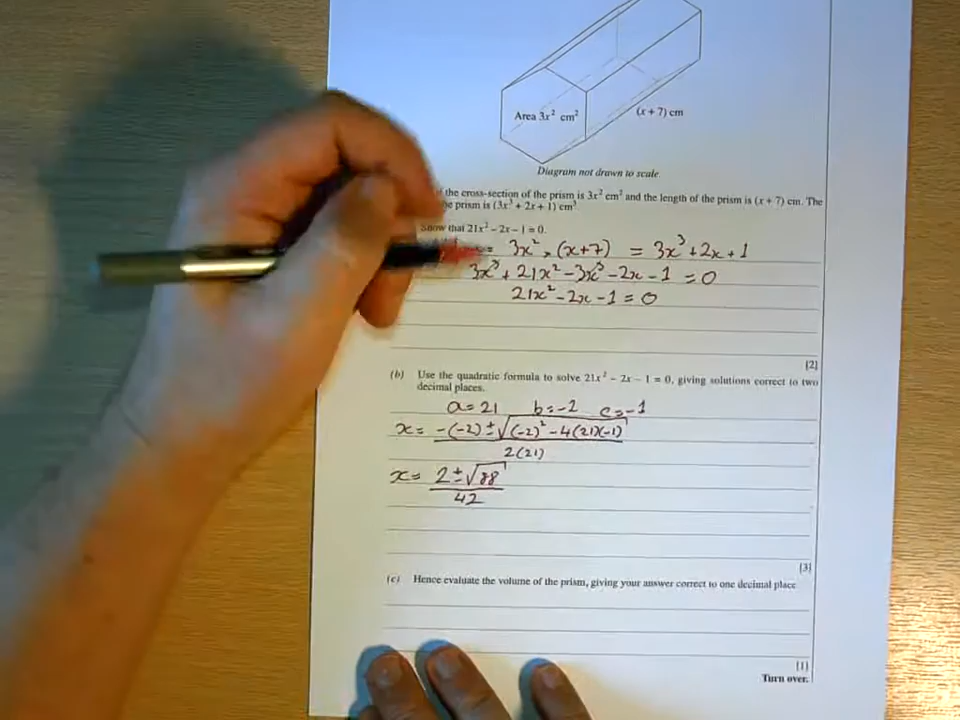 Area 3x² cm²
(x + 7) cm
Diagram not drawn to scale
the cross-section of the prism is 3x² cm² and the length of the prism is (x + 7) cm. The
prism is (3x³ + 2x + 1) cm³
Show that 21x² - 2x - 1 = 0.
= 3x² × (x+7) = 3x³ + 2x + 1
3x³ + 21x² - 3x³ - 2x - 1 = 0
21x² - 2x - 1 = 0
[2]
(b) Use the quadratic formula to solve 21x² - 2x - 1 = 0, giving solutions correct to two
decimal places.
a = 21 b = -2 c = -1
x = -(-2) ± √(-2)² - 4(21)(-1)
2(21)
x = 2 ± √88
42
[3]
(c) Hence evaluate the volume of the prism, giving your answer correct to one decimal place
[1]
Turn over.